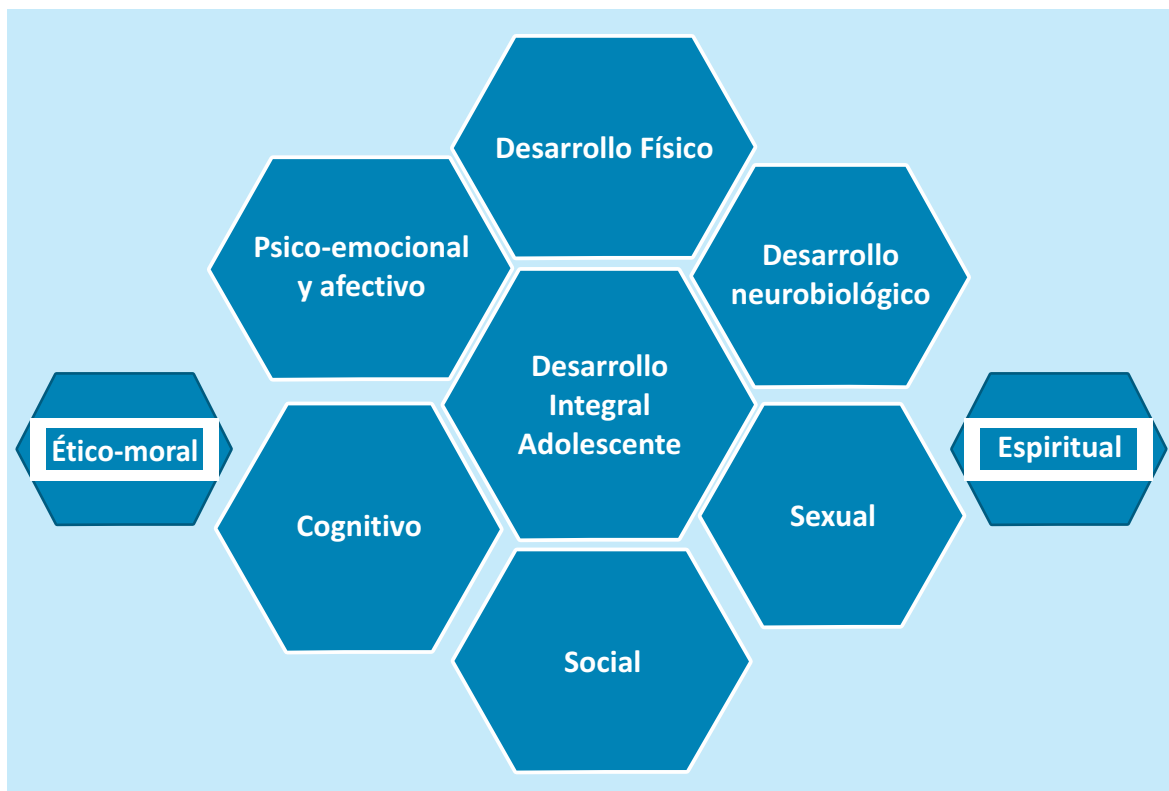 Desarrollo Físico
Psico-emocional
y afectivo
Desarrollo
neurobiológico
Desarrollo
Integral
Adolescente
Ético-moral
Espiritual
Cognitivo
Sexual
Social